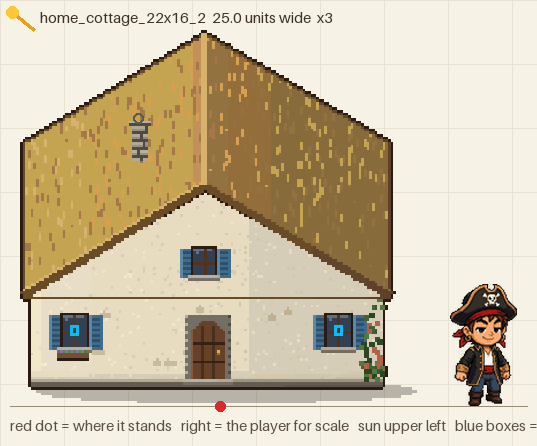 home_cottage_22x16_2 25.0 units wide x3
red dot = where it stands right = the player for scale sun upper left blue boxes =